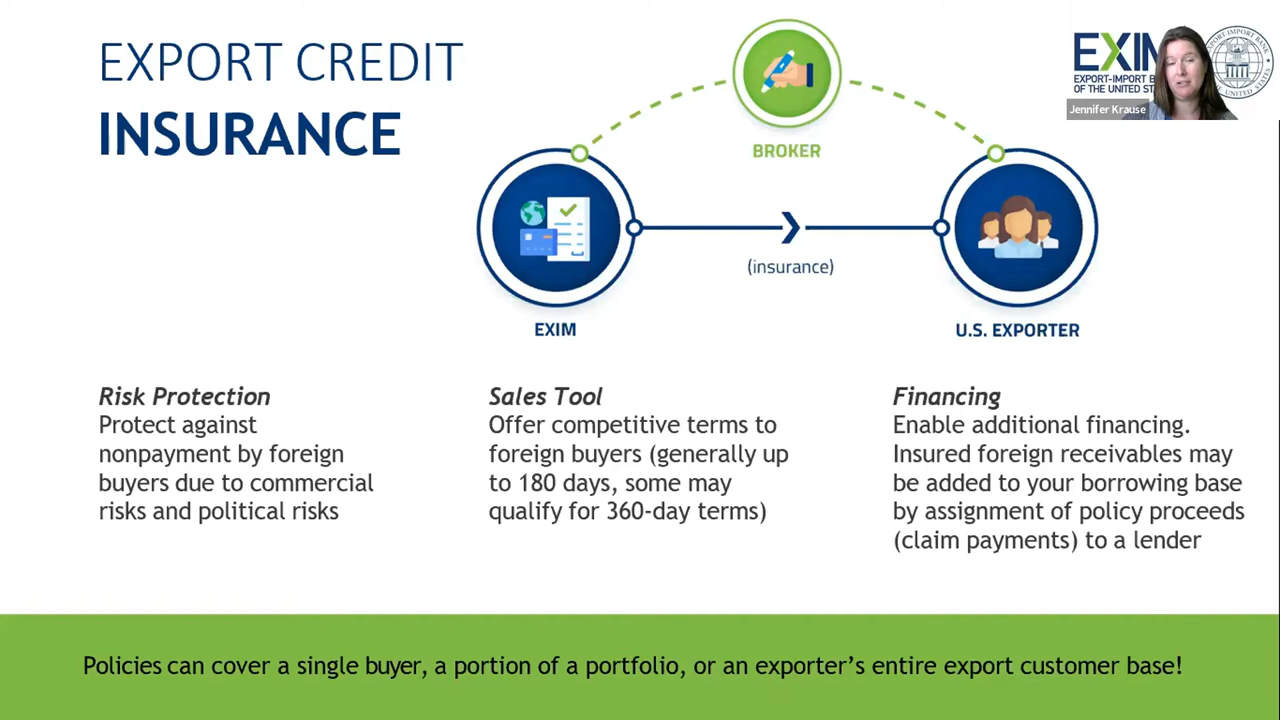 EXPORT CREDIT
INSURANCE
BROKER
(insurance)
EXIM
U.S. EXPORTER
EXIM
EXPORT-IMPORT B
OF THE UNITED STA
Jennifer Krause
Risk Protection
Protect against
nonpayment by foreign
buyers due to commercial
risks and political risks
Sales Tool
Offer competitive terms to
foreign buyers (generally up
to 180 days, some may
qualify for 360-day terms)
Financing
Enable additional financing.
Insured foreign receivables may
be added to your borrowing base
by assignment of policy proceeds
(claim payments) to a lender
Policies can cover a single buyer, a portion of a portfolio, or an exporter’s entire export customer base!